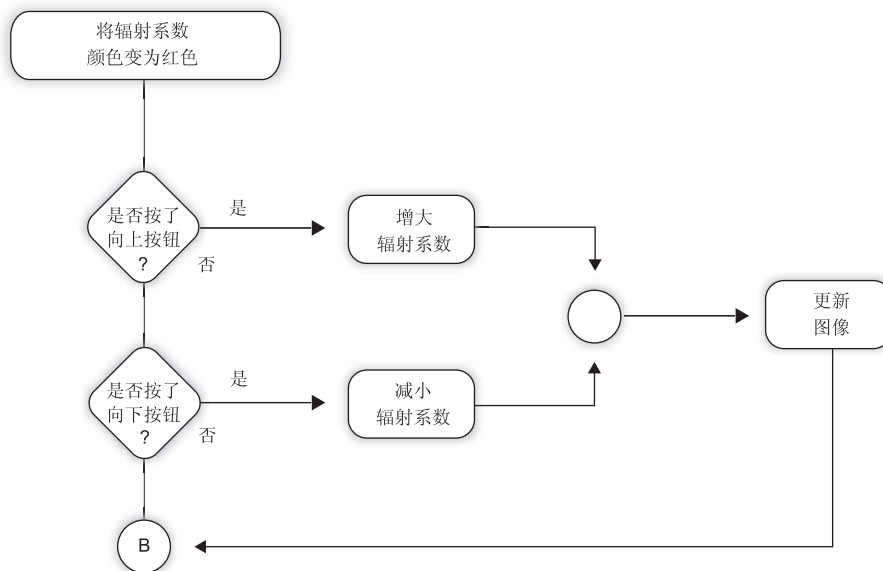 将辐射系数
颜色变为红色
是否按了
向上按钮
?
是
否
增大
辐射系数
更新
图像
是否按了
向下按钮
?
是
否
减小
辐射系数
B